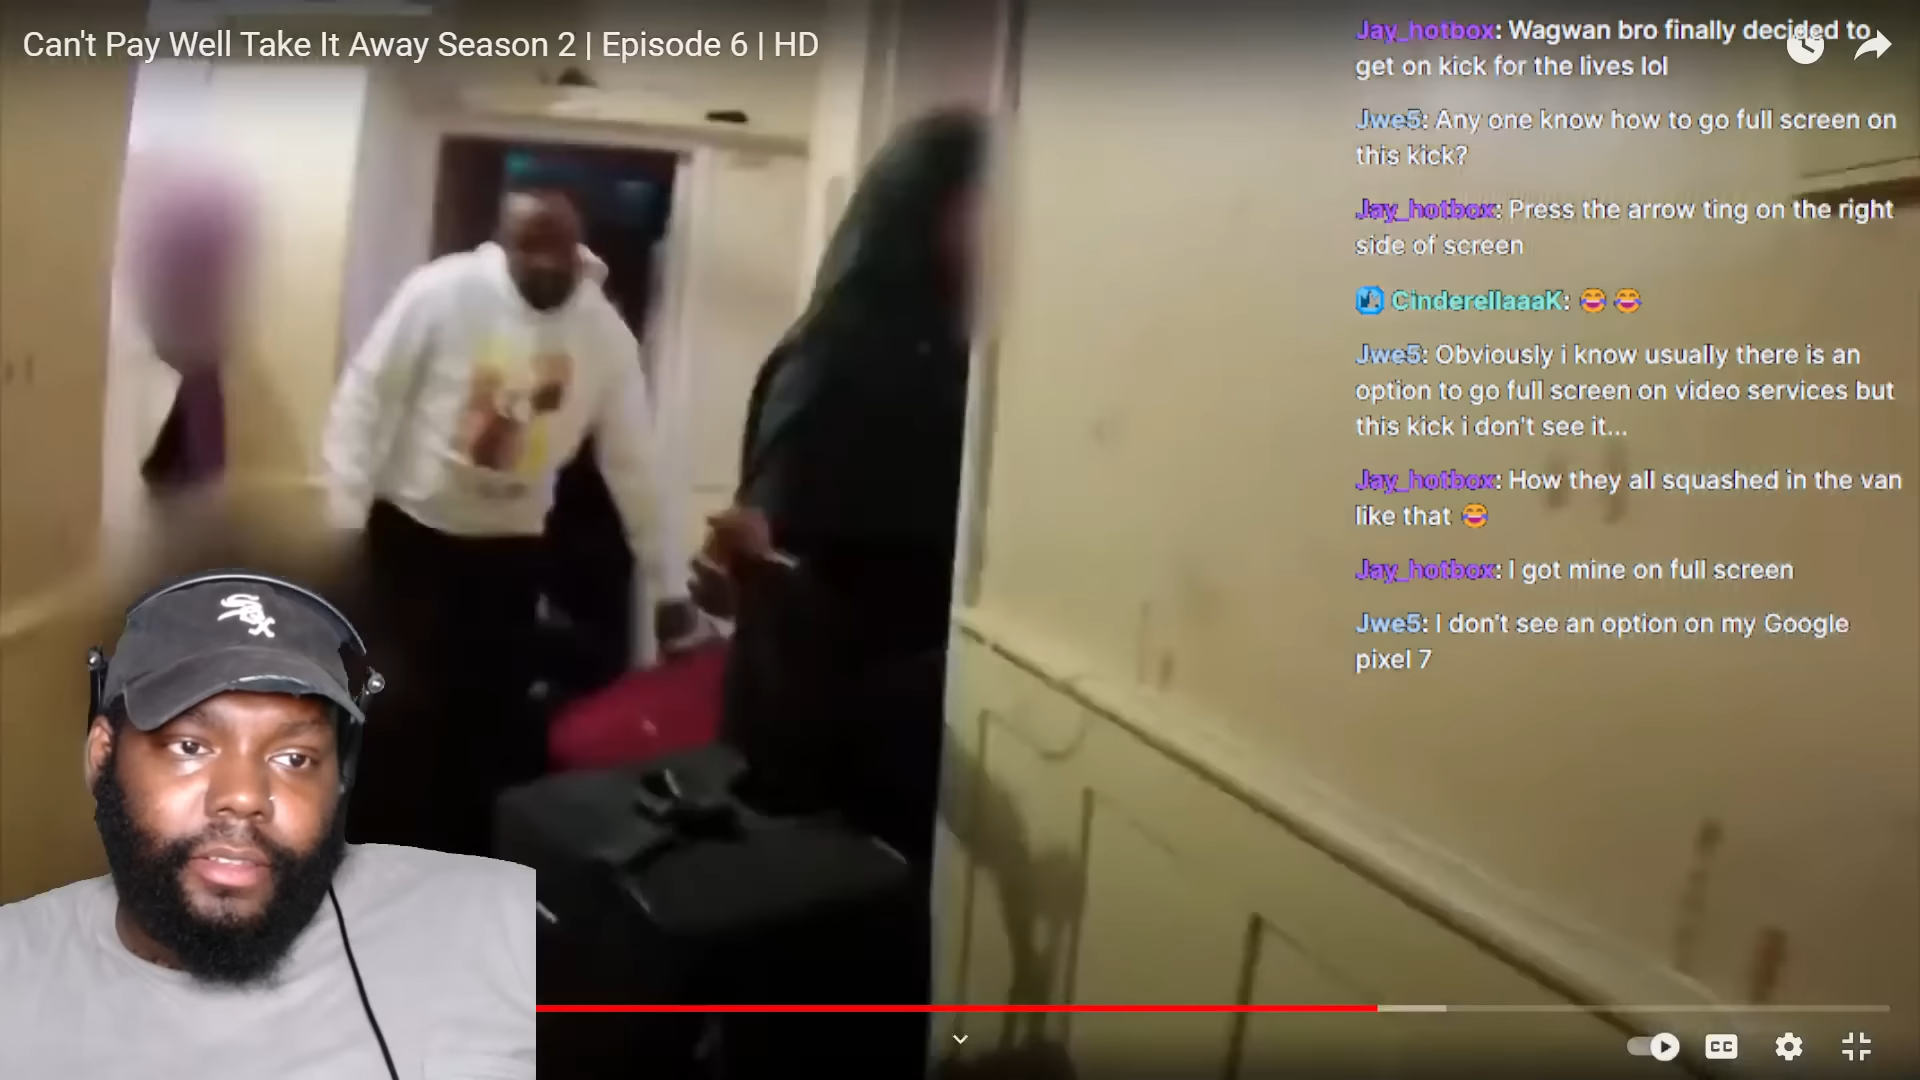 Can't Pay Well Take It Away Season 2 | Episode 6 | HD
Jay_hotbox: Wagwan bro finally decided to
get on kick for the lives lol
Jwe5: Any one know how to go full screen on
this kick?
Jay_hotbox: Press the arrow ting on the right
side of screen
CinderellaaaK: 😂 😂
Jwe5: Obviously i know usually there is an
option to go full screen on video services but
this kick i don't see it...
Jay_hotbox: How they all squashed in the van
like that 😂
Jay_hotbox: I got mine on full screen
Jwe5: I don't see an option on my Google
pixel 7
Sox
CC